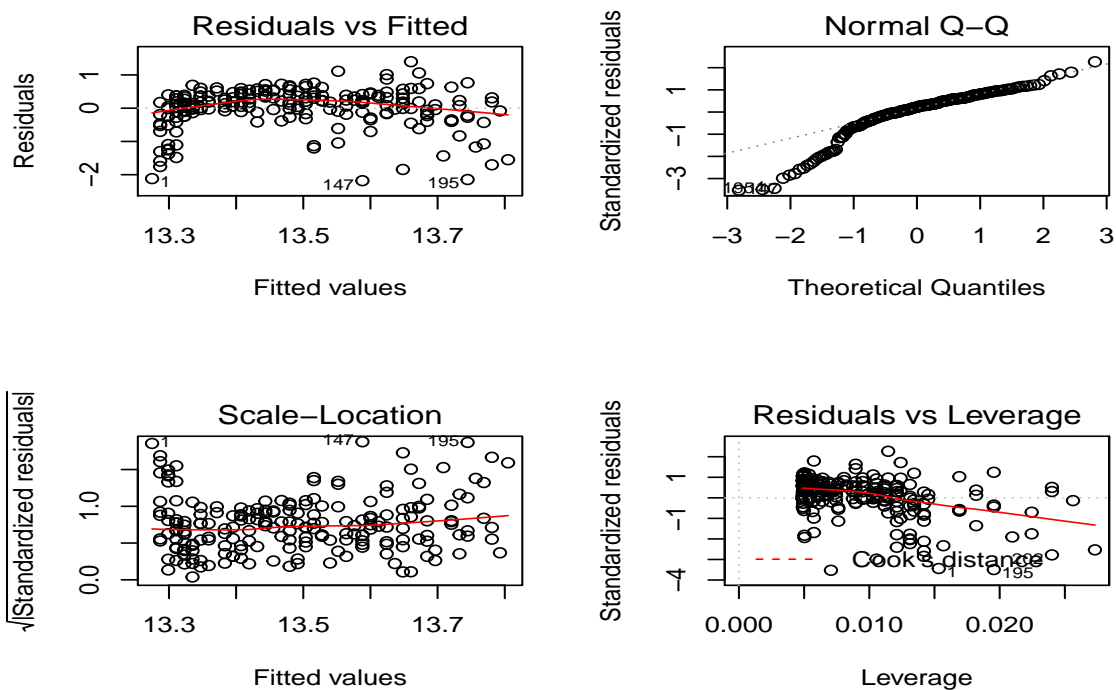 Residuals vs Fitted
Residuals
1
0
−2
1
147
195
13.3
13.5
13.7
Fitted values
Normal Q−Q
Standardized residuals
1
−1
−3
−3
−2
−1
0
1
2
3
Theoretical Quantiles
Scale−Location
√|Standardized residuals|
1.0
0.0
1
147
195
13.3
13.5
13.7
Fitted values
Residuals vs Leverage
Standardized residuals
1
−1
−4
Cook's distance
202
1
195
0.000
0.010
0.020
Leverage